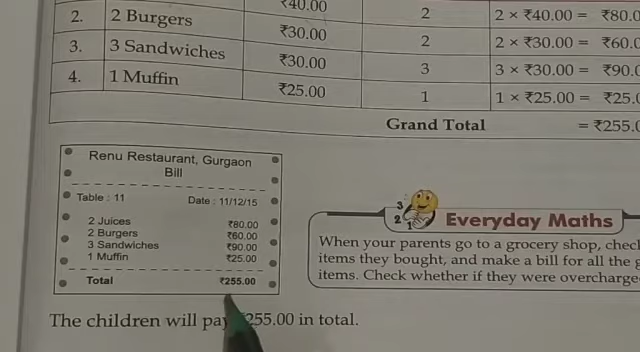 ₹40.00 2 2 × ₹40.00 = ₹80.0
2. 2 Burgers ₹30.00 2 2 × ₹30.00 = ₹60.0
3. 3 Sandwiches ₹30.00 3 3 × ₹30.00 = ₹90.0
4. 1 Muffin ₹25.00 1 1 × ₹25.00 = ₹25.0
Grand Total = ₹255.0
Renu Restaurant, Gurgaon
Bill
Table : 11 Date : 11/12/15
2 Juices ₹80.00
2 Burgers ₹60.00
3 Sandwiches ₹90.00
1 Muffin ₹25.00
Total ₹255.00
The children will pay ₹255.00 in total.
3
2
1
Everyday Maths
When your parents go to a grocery shop, chec
items they bought, and make a bill for all the
items. Check whether if they were overcharge